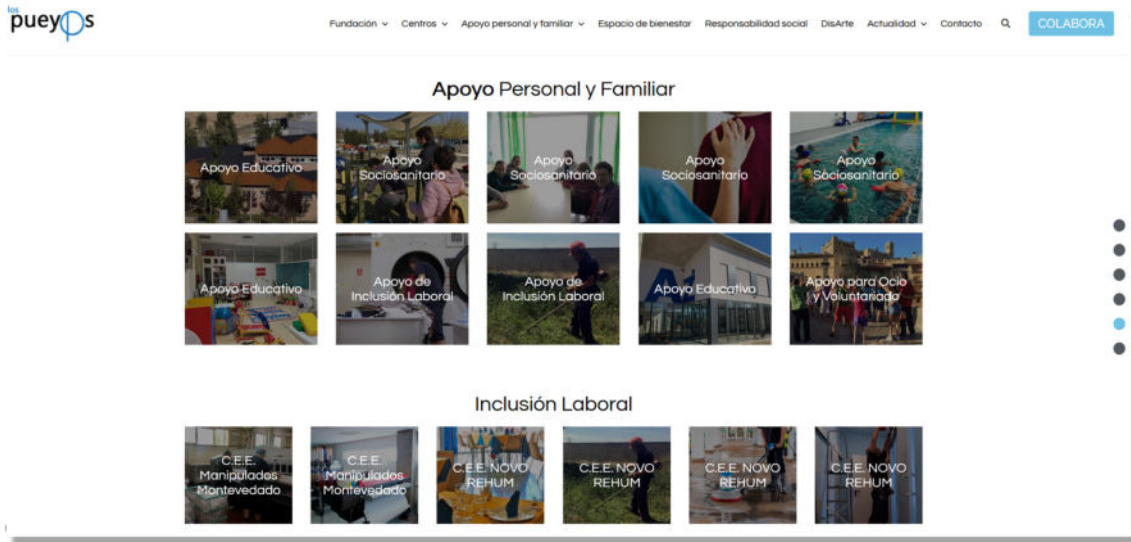 los
pueyos
Fundación Centros Apoyo personal y familiar Espacio de bienestar Responsabilidad social DisArte Actualidad Contacto COLABORA
Apoyo Personal y Familiar
Apoyo Educativo
Apoyo
Sociosanitario
Apoyo
Sociosanitario
Apoyo
Sociosanitario
Apoyo
Sociosanitario
Apoyo Educativo
Apoyo de
Inclusión Laboral
Apoyo de
Inclusión Laboral
Apoyo Educativo
Apoyo para Ocio
y Voluntariado
Inclusión Laboral
C.E.E.
Manipulados
Montevedado
C.E.E.
Manipulados
Montevedado
C.E.E. NOVO
REHUM
C.E.E. NOVO
REHUM
C.E.E. NOVO
REHUM
C.E.E. NOVO
REHUM